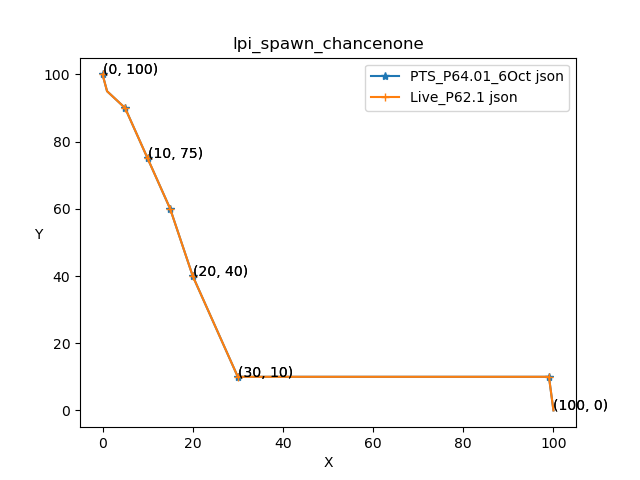 lpi_spawn_chancenone
PTS_P64.01_6Oct json
Live_P62.1 json
(0, 100)
(10, 75)
(20, 40)
(30, 10)
(100, 0)
100
80
60
40
20
0
Y
0 20 40 60 80 100
X